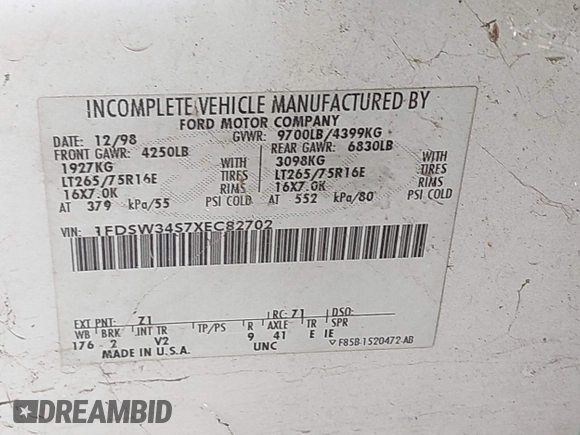 INCOMPLETE VEHICLE MANUFACTURED BY
FORD MOTOR COMPANY
DATE: 12/98 GVWR: 9700LB/4399KG
FRONT GAWR: 4250LB REAR GAWR: 6830LB
1927KG WITH 3098KG WITH
LT265/75R16E TIRES LT265/75R16E TIRES
16X7.0K RIMS 16X7.0K RIMS
AT 379 kPa/55 PSI COLD AT 552 kPa/80 PSI COLD
VIN: 1FDSW34S7XEC82702
EXT PNT: Z1 RC: 71 DSO:
WB BRK INT TR TP/PS R AXLE TR SPR
176 2 V2 9 41 E IE
MADE IN U.S.A. UNC F85B-1520472-AB
DREAMBID